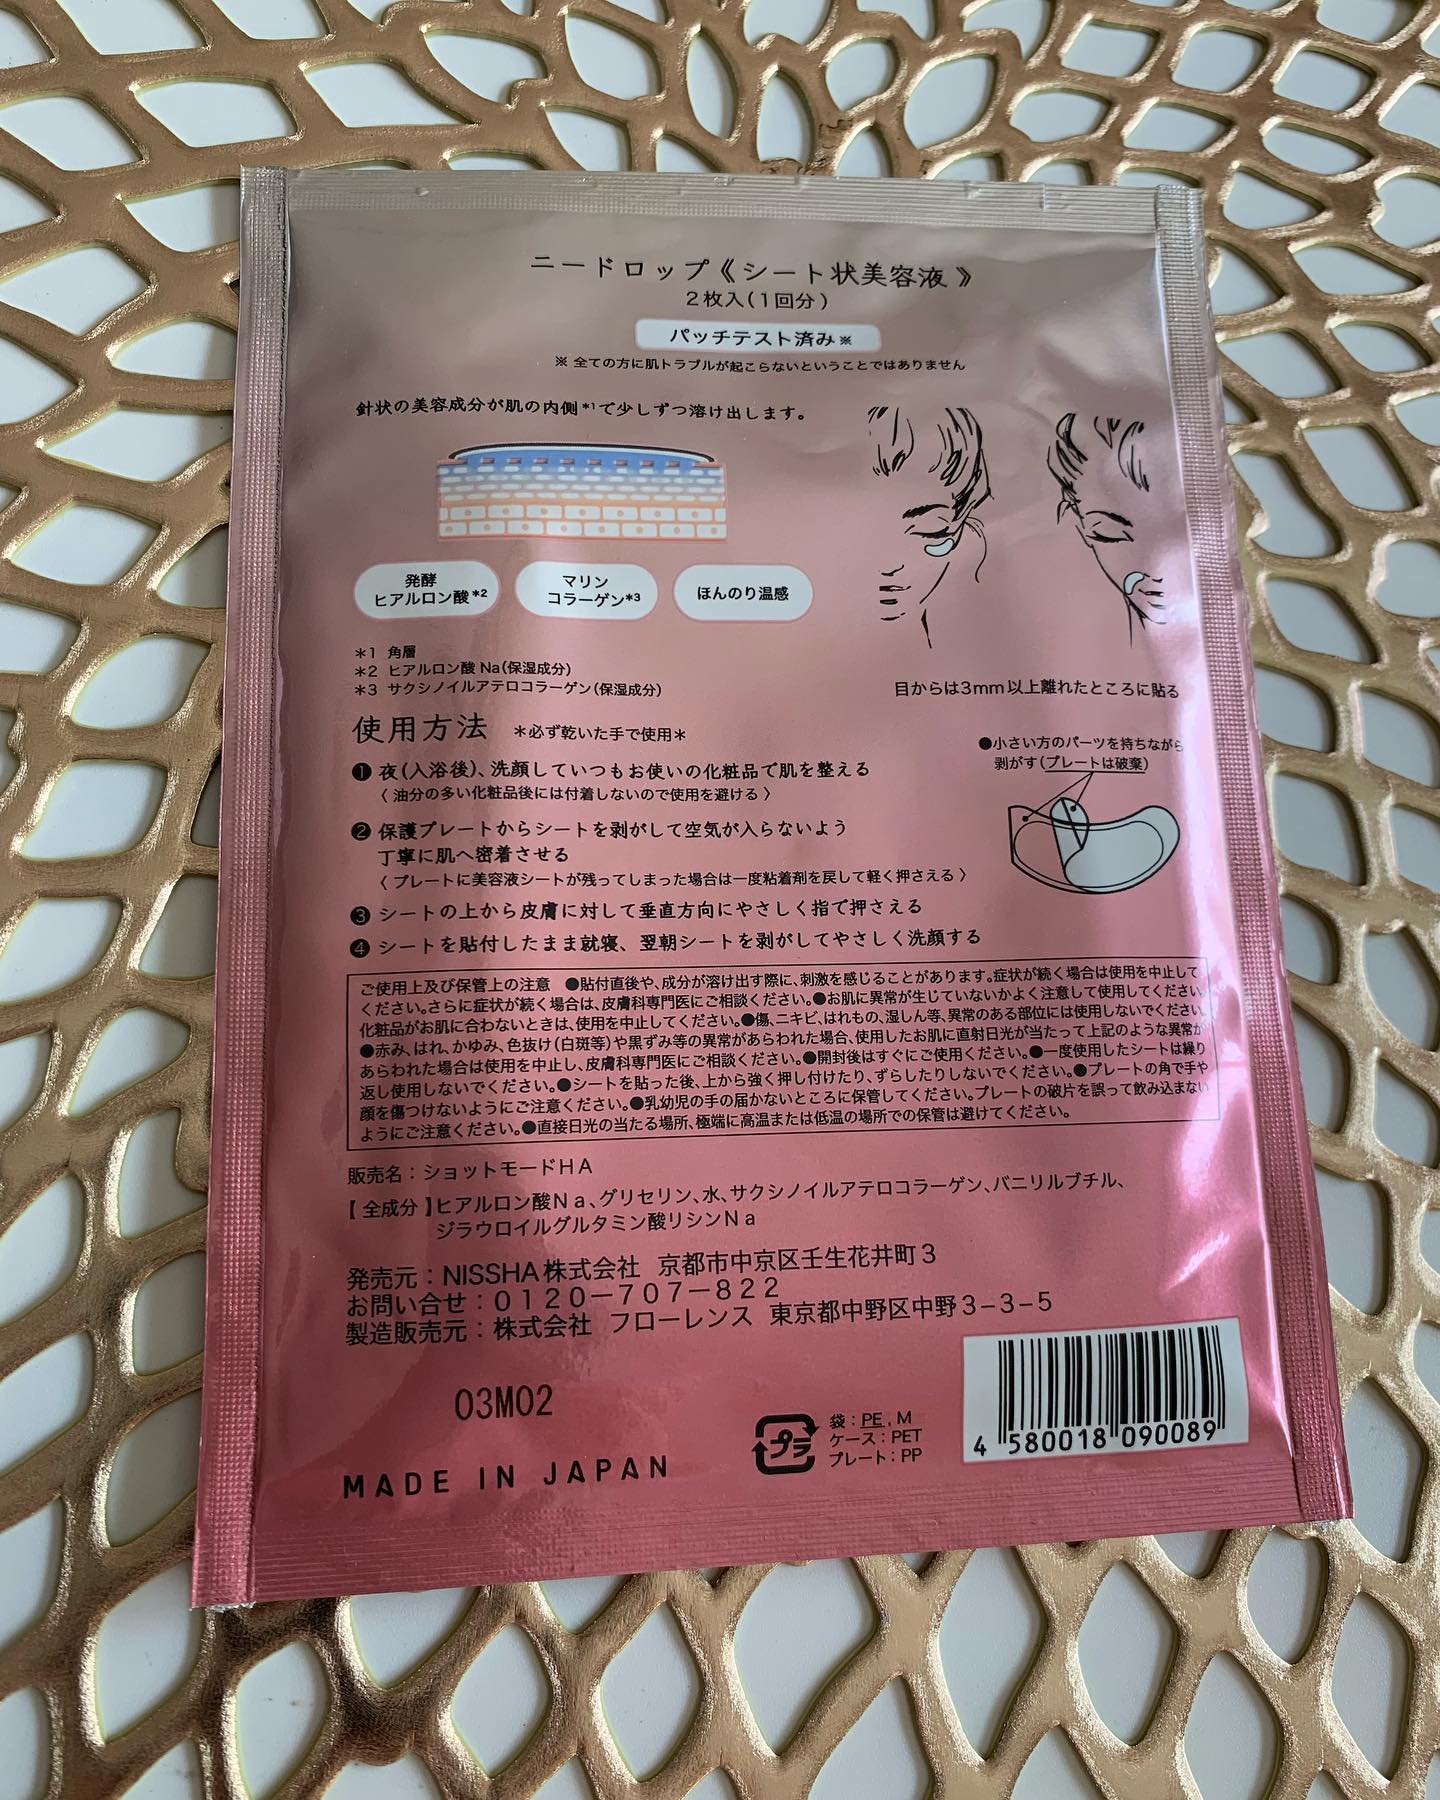 ニードロップ《シート状美容液》
2枚入(1回分)
パッチテスト済み※
※ 全ての方に肌トラブルが起こらないということではありません
針状の美容成分が肌の内側*1で少しずつ溶け出します。
発酵
ヒアルロン酸*2
マリン
コラーゲン*3
ほんのり温感
*1 角層
*2 ヒアルロン酸 Na(保湿成分)
*3 サクシノイルアテロコラーゲン(保湿成分)
目からは3mm以上離れたところに貼る
使用方法 *必ず乾いた手で使用*
❶ 夜(入浴後)、洗顔していつもお使いの化粧品で肌を整える
〈 油分の多い化粧品後には付着しないので使用を避ける 〉
❷ 保護プレートからシートを剥がして空気が入らないよう
丁寧に肌へ密着させる
〈 プレートに美容液シートが残ってしまった場合は一度粘着剤を戻して軽く押さえる 〉
❸ シートの上から皮膚に対して垂直方向にやさしく指で押さえる
❹ シートを貼付したまま就寝、翌朝シートを剥がしてやさしく洗顔する
●小さい方のパーツを持ちながら
剥がす(プレートは破棄)
ご使用上及び保管上の注意 ●貼付直後や、成分が溶け出す際に、刺激を感じることがあります。症状が続く場合は使用を中止して
ください。さらに症状が続く場合は、皮膚科専門医にご相談ください。●お肌に異常が生じていないかよく注意して使用してください。
化粧品がお肌に合わないときは、使用を中止してください。●傷、ニキビ、はれもの、湿しん等、異常のある部位には使用しないでください。
●赤み、はれ、かゆみ、色抜け(白斑等)や黒ずみ等の異常があらわれた場合、使用したお肌に直射日光が当たって上記のような異常が
あらわれた場合は使用を中止し、皮膚科専門医にご相談ください。●開封後はすぐにご使用ください。●一度使用したシートは繰り
返し使用しないでください。●シートを貼った後、上から強く押し付けたり、ずらしたりしないでください。●プレートの角で手や
顔を傷つけないようにご注意ください。●乳幼児の手の届かないところに保管してください。プレートの破片を誤って飲み込まない
ようにご注意ください。●直接日光の当たる場所、極端に高温または低温の場所での保管は避けてください。
販売名：ショットモードHA
【 全成分 】ヒアルロン酸Na、グリセリン、水、サクシノイルアテロコラーゲン、バニリルブチル、
ジラウロイルグルタミン酸リシンNa
発売元：NISSHA株式会社 京都市中京区壬生花井町3
お問い合せ：0120－707－822
製造販売元：株式会社 フローレンス 東京都中野区中野3-3-5
03M02
MADE IN JAPAN
プラ
袋：PE, M
ケース：PET
プレート：PP
4 580018 090089